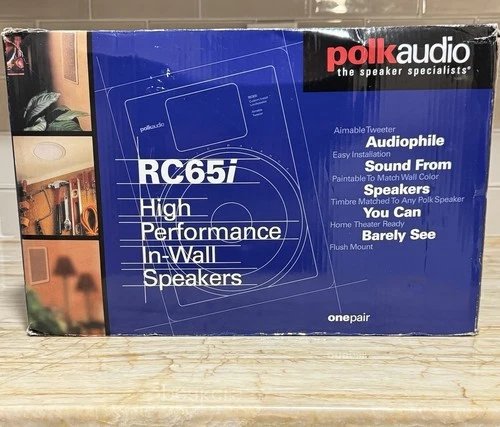 polkaudio
the speaker specialists®
polkaudio
RC65i
High
Performance
In-Wall
Speakers
Aimable Tweeter
Audiophile
Easy Installation
Sound From
Paintable To Match Wall Color
Speakers
Timbre Matched To Any Polk Speaker
You Can
Home Theater Ready
Barely See
Flush Mount
onepair